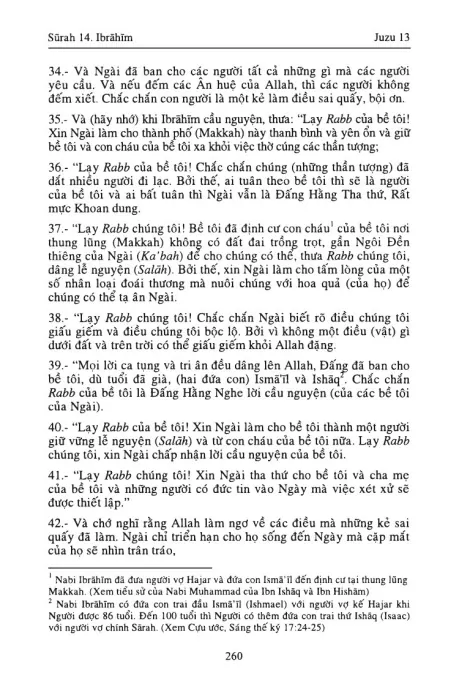 Sūrah 14. Ibrāhīm Juzu 13
34.- Và Ngài đã ban cho các người tất cả những gì mà các người
yêu cầu. Và nếu đếm các Ân huệ của Allah, thì các người không
đếm xiết. Chắc chắn con người là một kẻ làm điều sai quấy, bội ơn.
35.- Và (hãy nhớ) khi Ibrāhīm cầu nguyện, thưa: “Lạy Rabb của bề tôi!
Xin Ngài làm cho thành phố (Makkah) này thanh bình và yên ổn và giữ
bề tôi và con cháu của bề tôi xa khỏi việc thờ cúng các thần tượng;
36.- “Lạy Rabb của bề tôi! Chắc chắn chúng (những thần tượng) đã
dắt nhiều người đi lạc. Bởi thế, ai tuân theo bề tôi thì sẽ là người
của bề tôi và ai bất tuân thì Ngài vẫn là Đấng Hằng Tha thứ, Rất
mực Khoan dung.
37.- “Lạy Rabb chúng tôi! Bề tôi đã định cư con cháu¹ của bề tôi nơi
thung lũng (Makkah) không có đất đai trồng trọt, gần Ngôi Đền
thiêng của Ngài (Ka'bah) để cho chúng có thể, thưa Rabb chúng tôi,
dâng lễ nguyện (Salāh). Bởi thế, xin Ngài làm cho tấm lòng của một
số nhân loại đoái thương mà nuôi chúng với hoa quả (của họ) để
chúng có thể tạ ân Ngài.
38.- “Lạy Rabb chúng tôi! Chắc chắn Ngài biết rõ điều chúng tôi
giấu giếm và điều chúng tôi bộc lộ. Bởi vì không một điều (vật) gì
dưới đất và trên trời có thể giấu giếm khỏi Allah đặng.
39.- “Mọi lời ca tụng và tri ân đều dâng lên Allah, Đấng đã ban cho
bề tôi, dù tuổi đã già, (hai đứa con) Ismā'īl và Ishāq². Chắc chắn
Rabb của bề tôi là Đấng Hằng Nghe lời cầu nguyện (của các bề tôi
của Ngài).
40.- “Lạy Rabb của bề tôi! Xin Ngài làm cho bề tôi thành một người
giữ vững lễ nguyện (Salāh) và từ con cháu của bề tôi nữa. Lạy Rabb
chúng tôi, xin Ngài chấp nhận lời cầu nguyện của bề tôi.
41.- “Lạy Rabb chúng tôi! Xin Ngài tha thứ cho bề tôi và cha mẹ
của bề tôi và những người có đức tin vào Ngày mà việc xét xử sẽ
được thiết lập.”
42.- Và chớ nghĩ rằng Allah làm ngơ về các điều mà những kẻ sai
quấy đã làm. Ngài chỉ triển hạn cho họ sống đến Ngày mà cặp mắt
của họ sẽ nhìn trân tráo,
¹ Nabi Ibrāhīm đã đưa người vợ Hajar và đứa con Ismā'īl đến định cư tại thung lũng
Makkah. (Xem tiểu sử của Nabi Muhammad của Ibn Ishāq và Ibn Hishām)
² Nabi Ibrāhīm có đứa con trai đầu Ismā'īl (Ishmael) với người vợ kế Hajar khi
Người được 86 tuổi. Đến 100 tuổi thì Người có thêm đứa con trai thứ Ishāq (Isaac)
với người vợ chính Sārah. (Xem Cựu ước, Sáng thế ký 17:24-25)
260